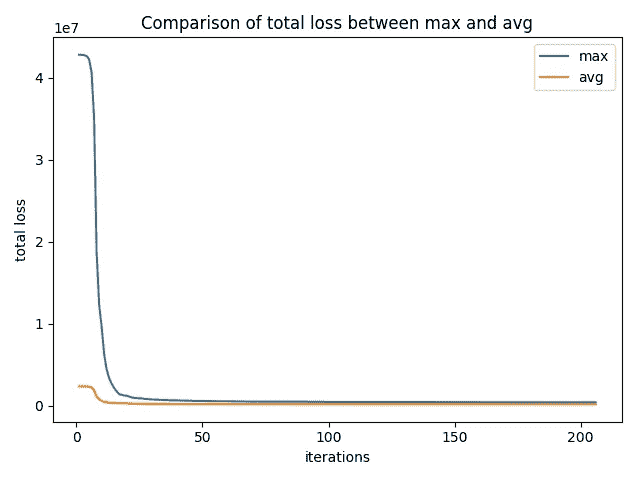 Comparison of total loss between max and avg
1e7
max
avg
4
3
2
1
0
total loss
0 50 100 150 200
iterations